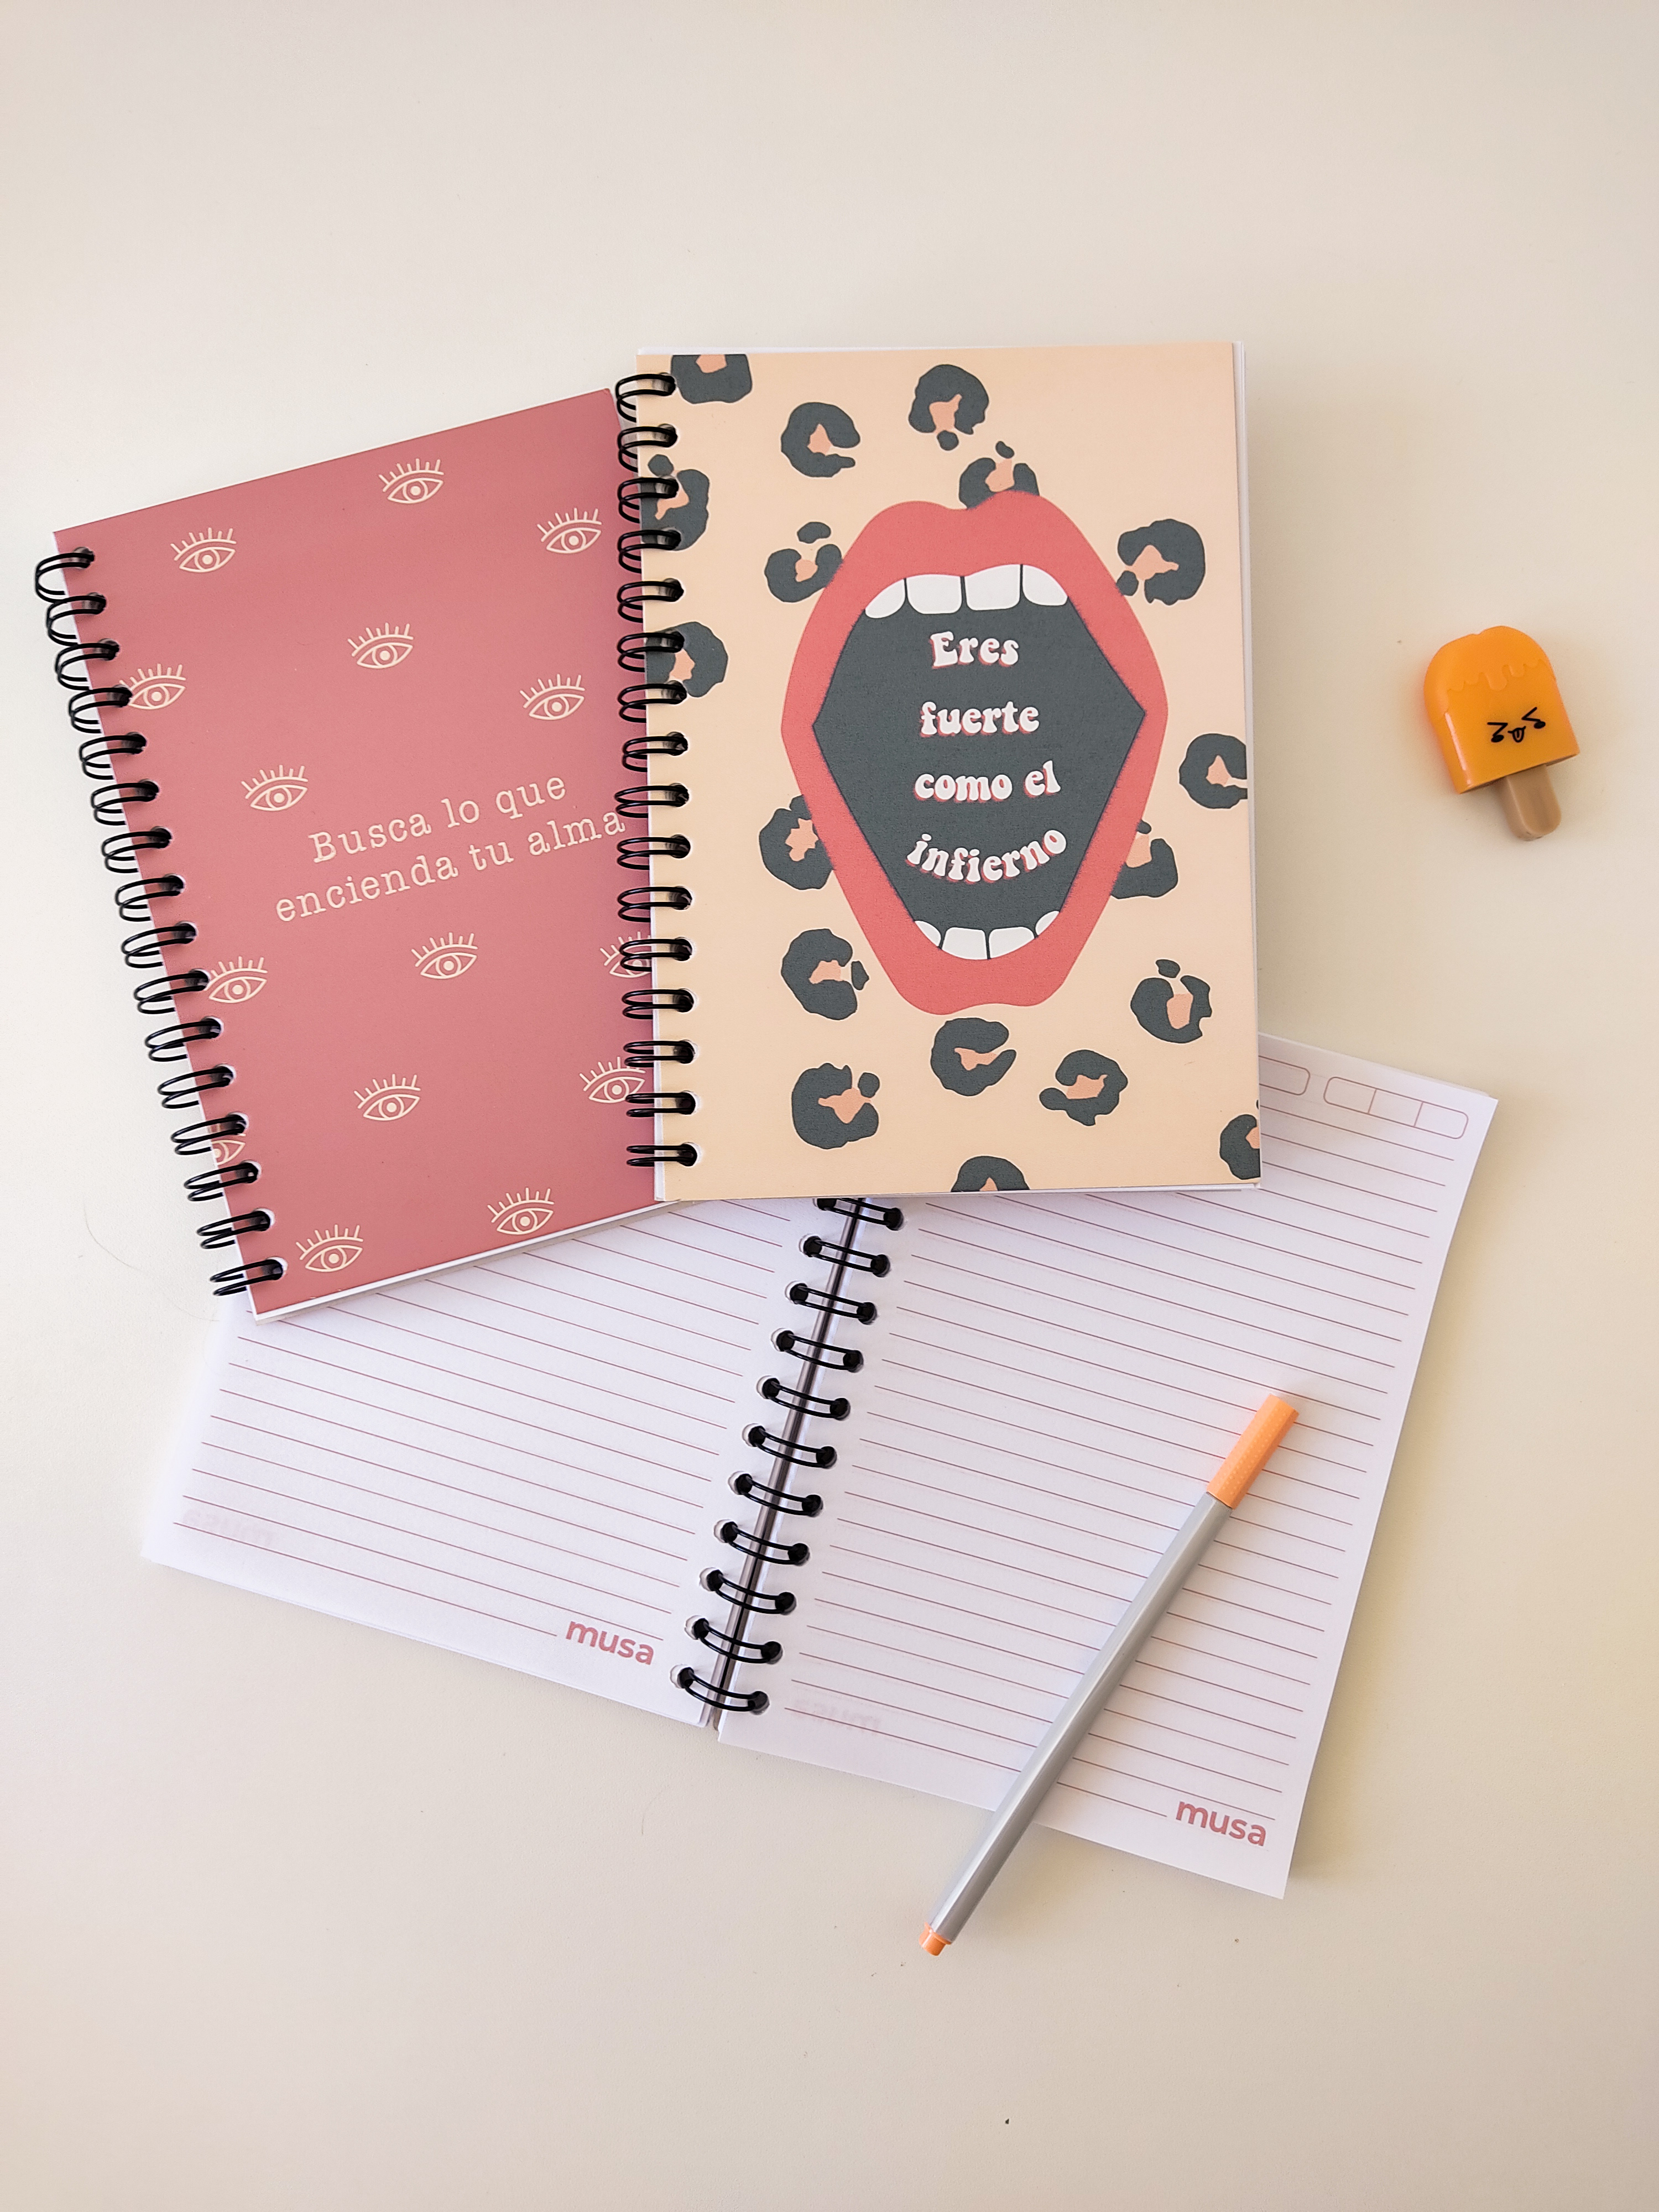 Busca lo que
encienda tu alma
Eres
fuerte
como el
infierno
musa
musa